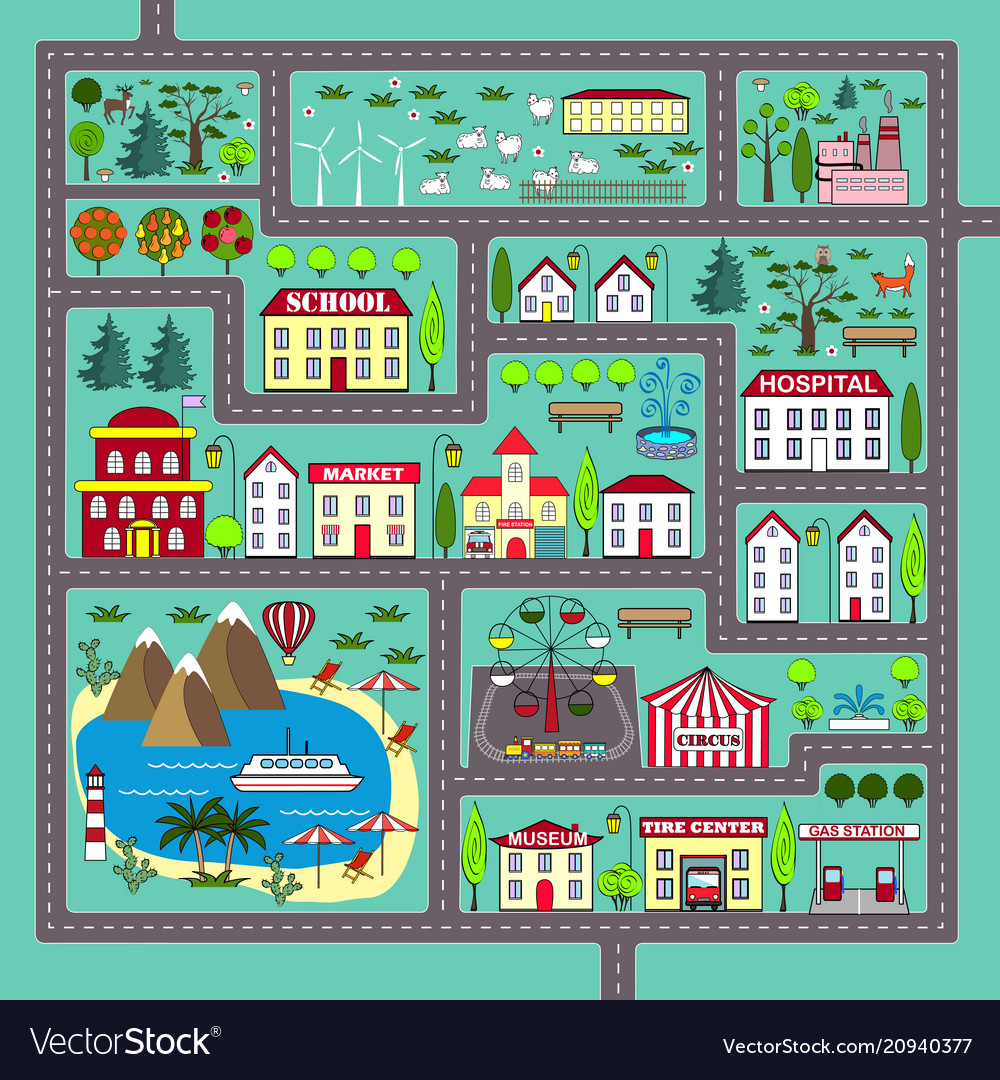 SCHOOL
HOSPITAL
MARKET
FIRE STATION
CIRCUS
MUSEUM
TIRE CENTER
GAS STATION
VectorStock®
VectorStock.com/20940377